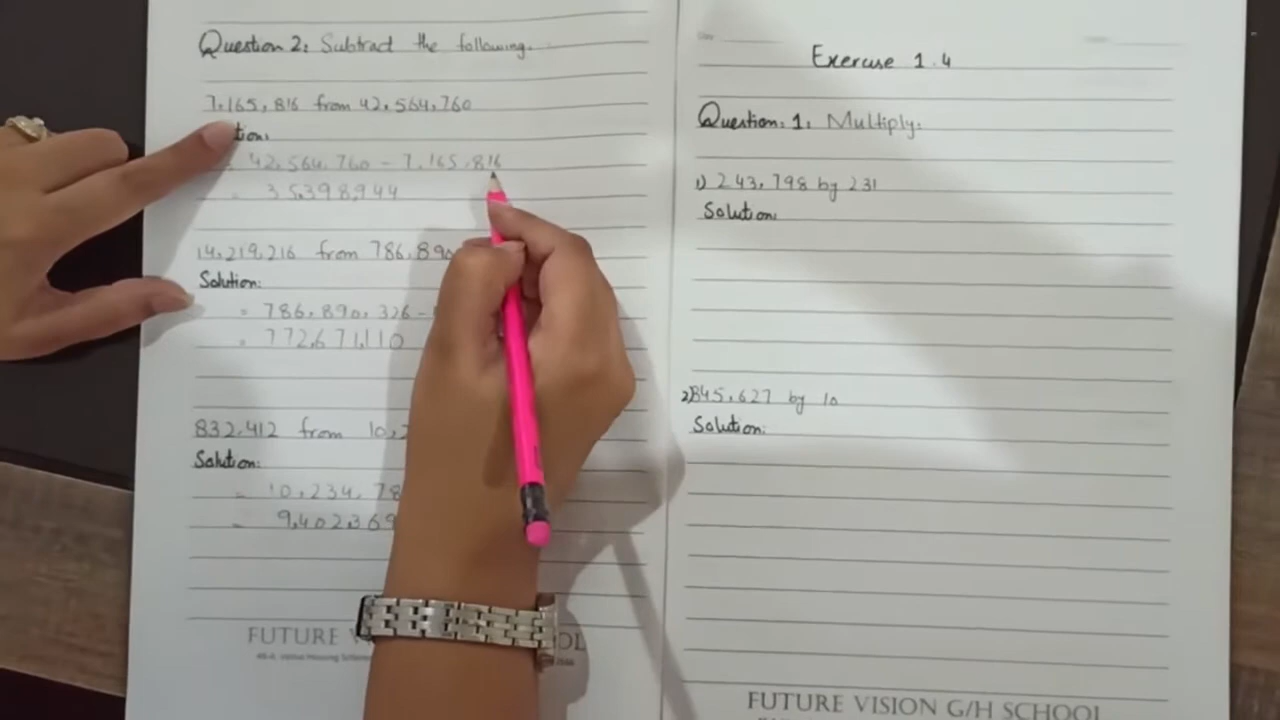 Question 2: Subtract the following.
7,165,816 from 42,564,760
tion:
= 42,564,760 - 7,165,816
= 35,398,944
14,219,216 from 786,890
Solution:
= 786,890,326 -
= 772,671,110
832,412 from 10,2
Solution:
= 10,234,78
= 9,402,369
FUTURE
Exercise 1.4
Question: 1: Multiply:
1) 243,798 by 231
Solution:
2) 845,627 by 10
Solution:
FUTURE VISION G/H SCHOOL